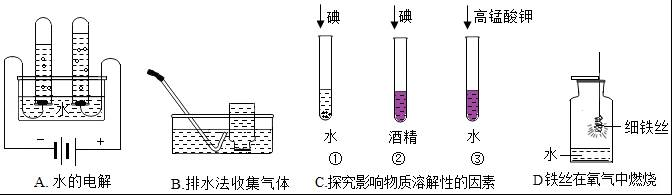 碘 碘 高锰酸钾
水 细铁丝
− + 水 酒精 水 水
① ② ③
A. 水的电解 B.排水法收集气体 C.探究影响物质溶解性的因素 D铁丝在氧气中燃烧